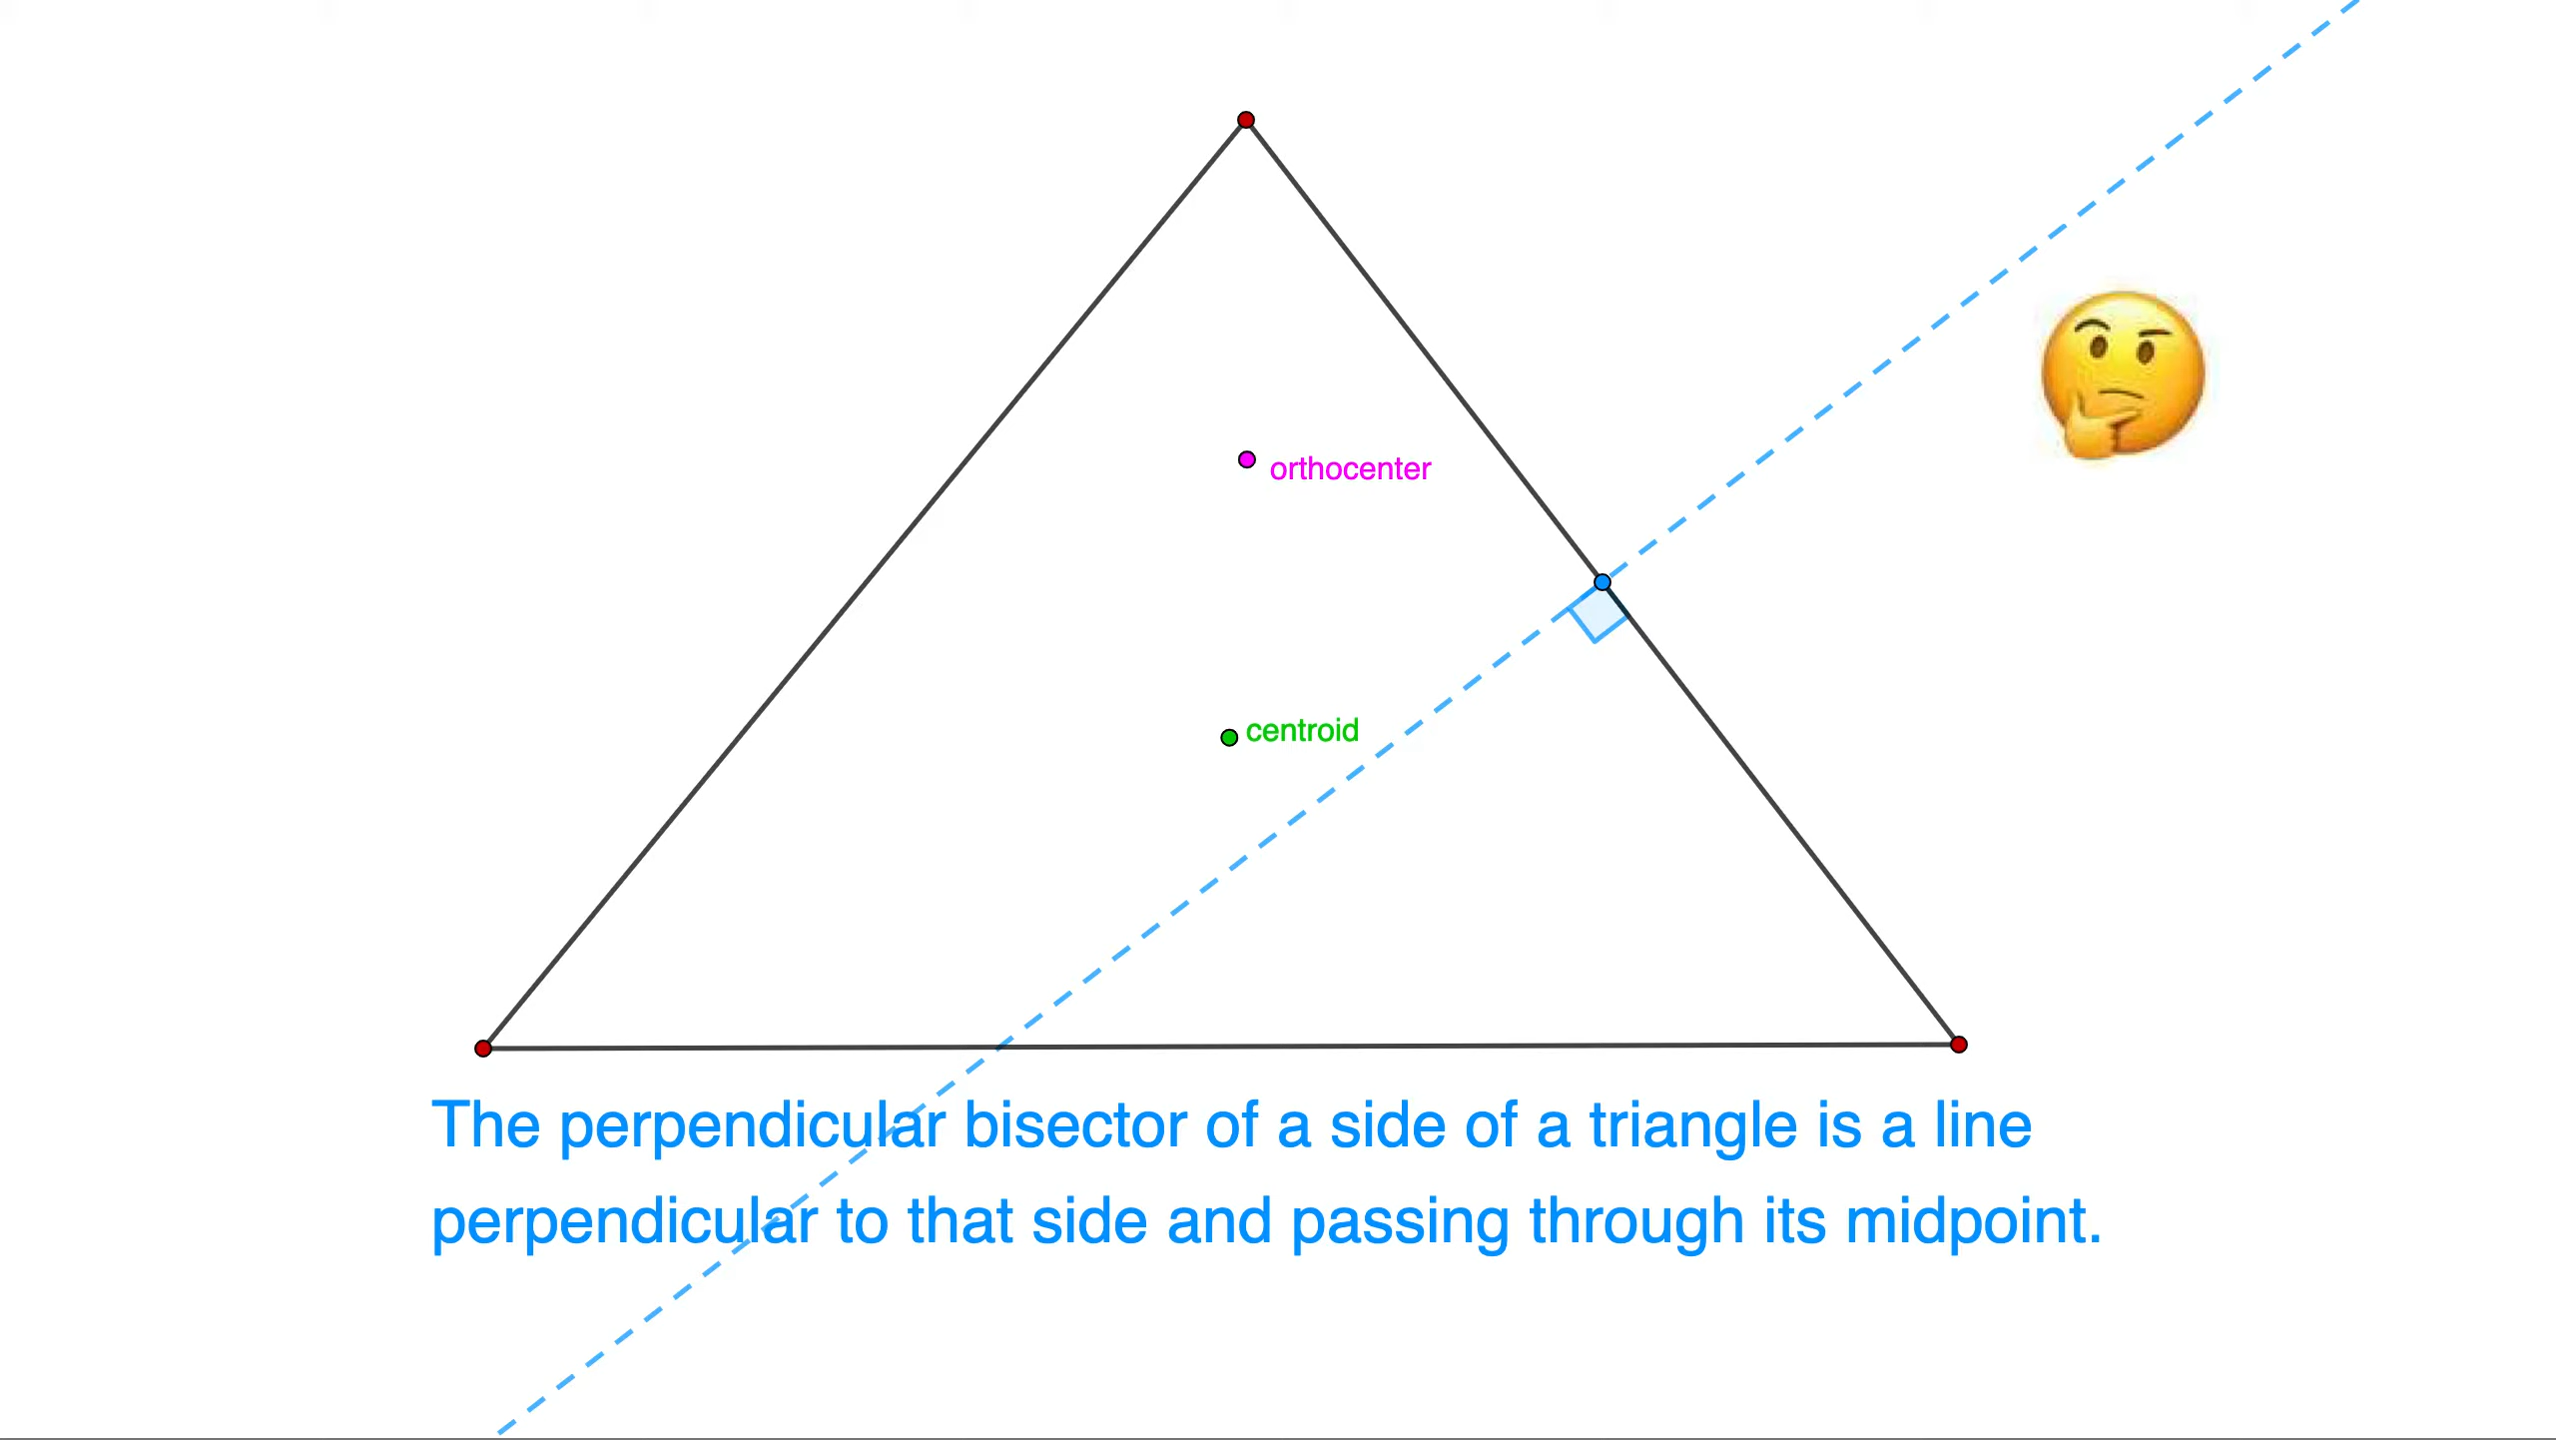 orthocenter
centroid
The perpendicular bisector of a side of a triangle is a line
perpendicular to that side and passing through its midpoint.